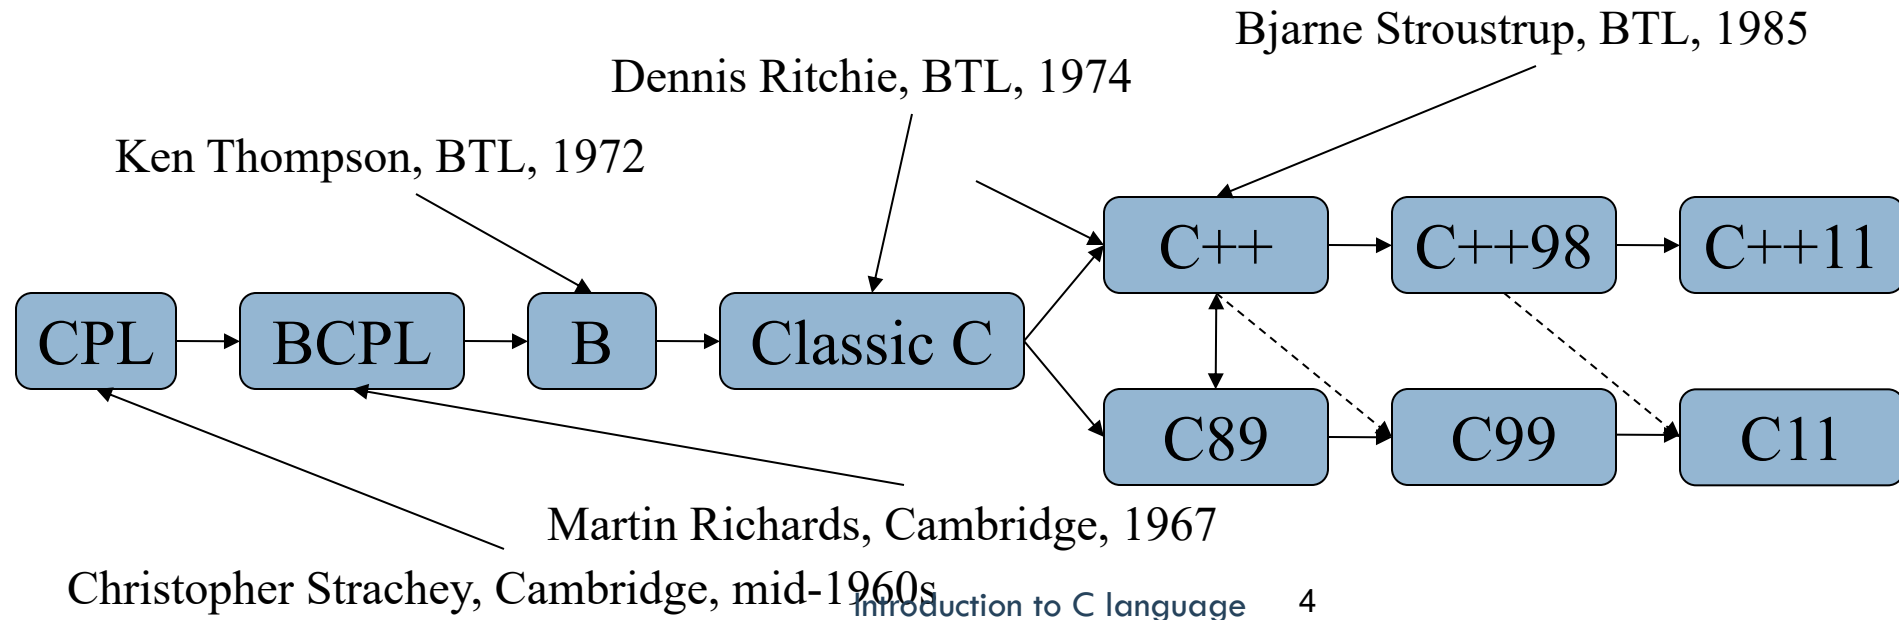 Bjarne Stroustrup, BTL, 1985
Dennis Ritchie, BTL, 1974
Ken Thompson, BTL, 1972
C++
C++98
C++11
CPL
BCPL
B
Classic C
C89
C99
C11
Martin Richards, Cambridge, 1967
Christopher Strachey, Cambridge, mid-1960s
Introduction to C language
4